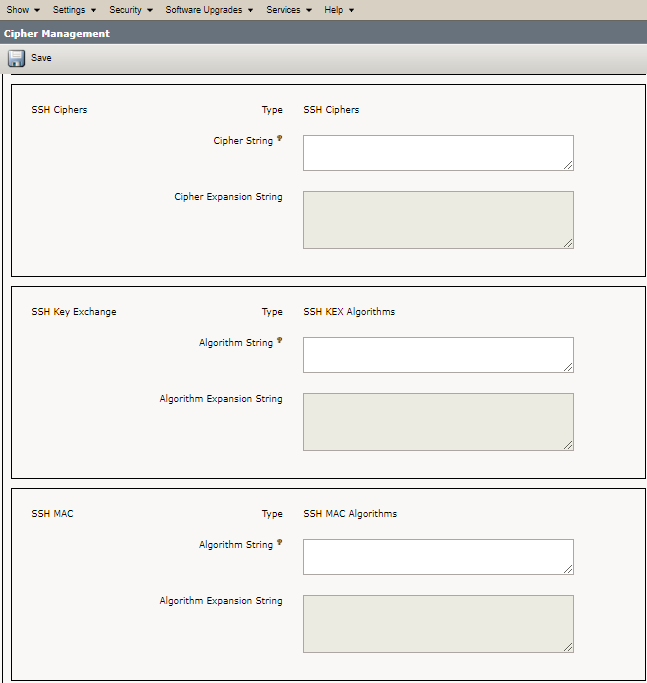 Show Settings Security Software Upgrades Services Help
Cipher Management
Save
SSH Ciphers Type SSH Ciphers
Cipher String
Cipher Expansion String
SSH Key Exchange Type SSH KEX Algorithms
Algorithm String
Algorithm Expansion String
SSH MAC Type SSH MAC Algorithms
Algorithm String
Algorithm Expansion String